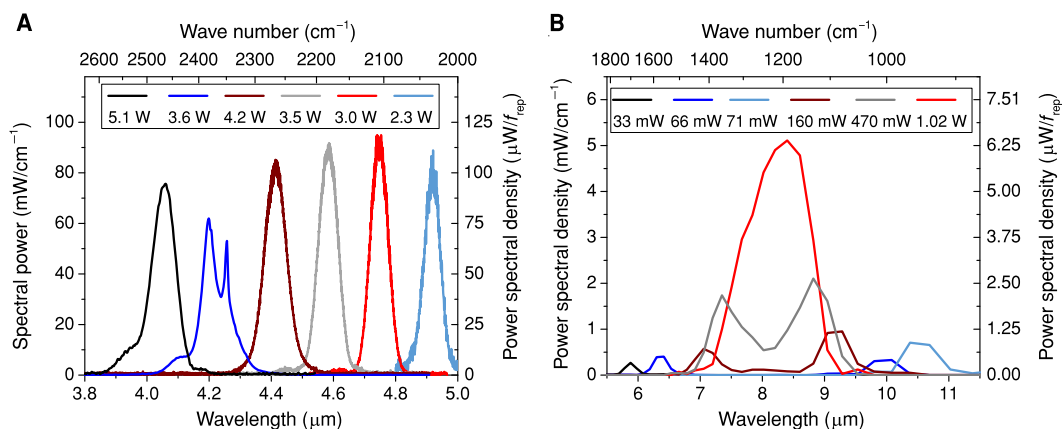 A
Wave number (cm⁻¹)
2600 2500 2400 2300 2200 2100 2000
5.1 W 3.6 W 4.2 W 3.5 W 3.0 W 2.3 W
Spectral power (mW/cm⁻¹)
100
80
60
40
20
0
125
100
75
50
25
0
Power spectral density (μW/f_rep)
3.8 4.0 4.2 4.4 4.6 4.8 5.0
Wavelength (μm)
B
Wave number (cm⁻¹)
1800 1600 1400 1200 1000
33 mW 66 mW 71 mW 160 mW 470 mW 1.02 W
Power spectral density (mW/cm⁻¹)
6
5
4
3
2
1
0
7.51
6.25
5.00
3.75
2.50
1.25
0.00
Power spectral density (μW/f_rep)
6 7 8 9 10 11
Wavelength (μm)